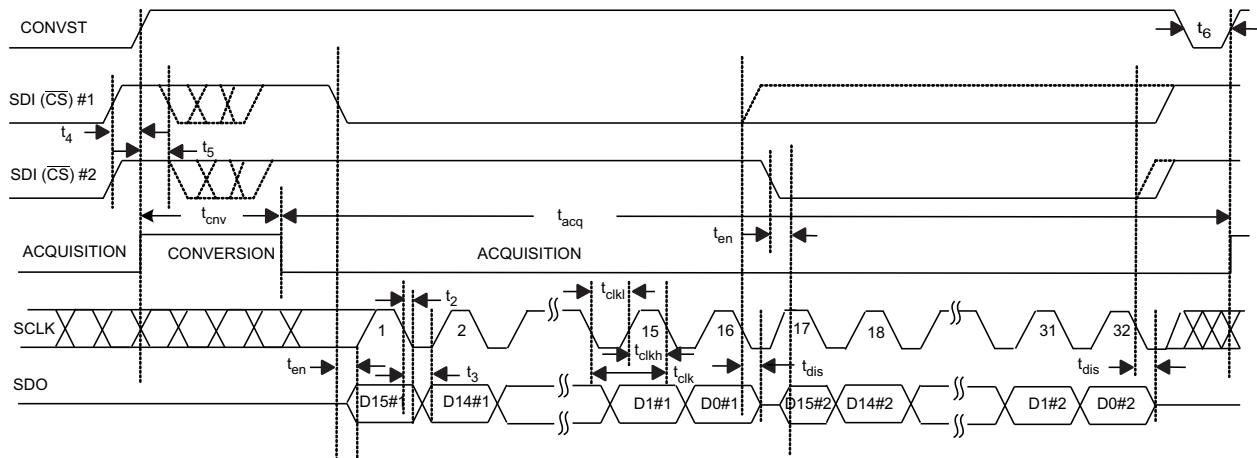 CONVST
t6
SDI (CS) #1
t4
t5
SDI (CS) #2
tcnv
tacq
ten
ACQUISITION CONVERSION ACQUISITION
t2
tclkl
SCLK 1 2 15 16 17 18 31 32
tclkh
ten
t3
tclk
tdis
tdis
SDO
D15#1 D14#1 D1#1 D0#1 D15#2 D14#2 D1#2 D0#2